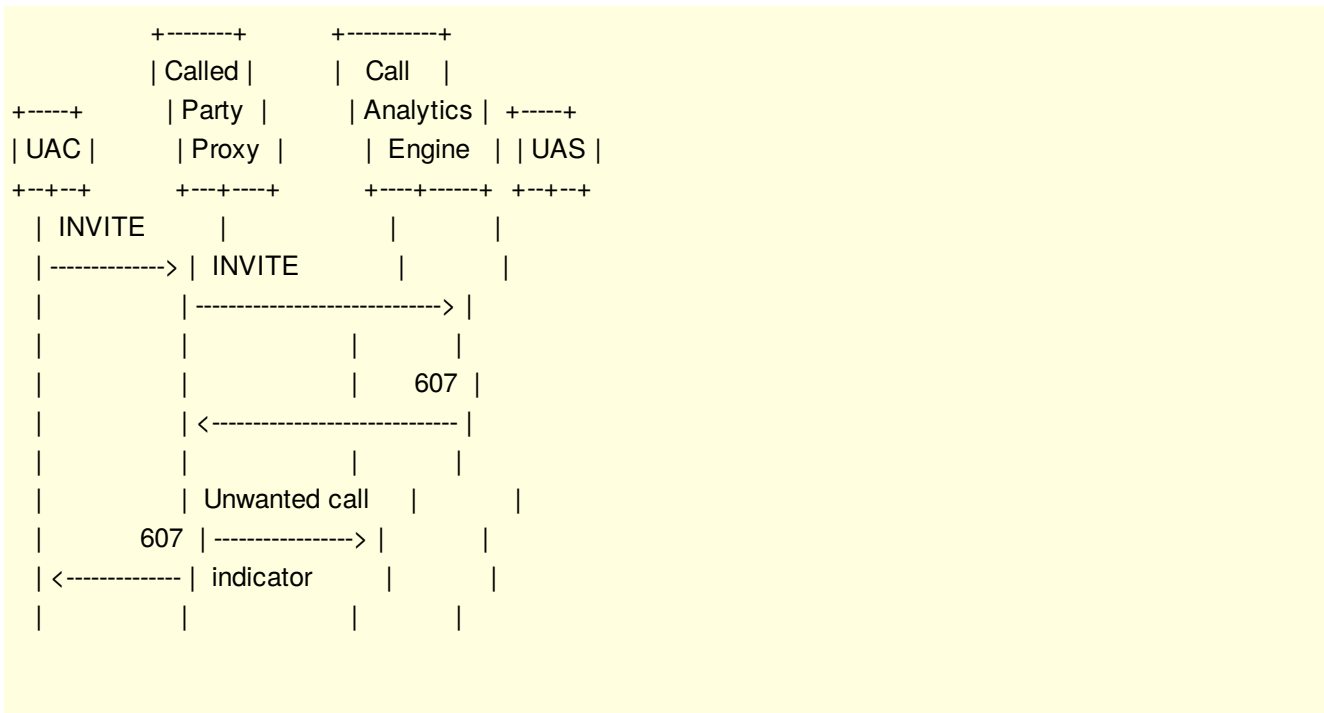 +--------+ +-----------+
| Called | | Call |
+-----+ | Party | | Analytics | +-----+
| UAC | | Proxy | | Engine | | UAS |
+--+--+ +---+----+ +----+------+ +--+--+
| INVITE | | |
| --------------> | INVITE | |
| | ------------------------------> |
| | | |
| | | 607 |
| | <------------------------------ |
| | | |
| | Unwanted call | |
| 607 | -----------------> | |
| <-------------- | indicator | |
| | | |